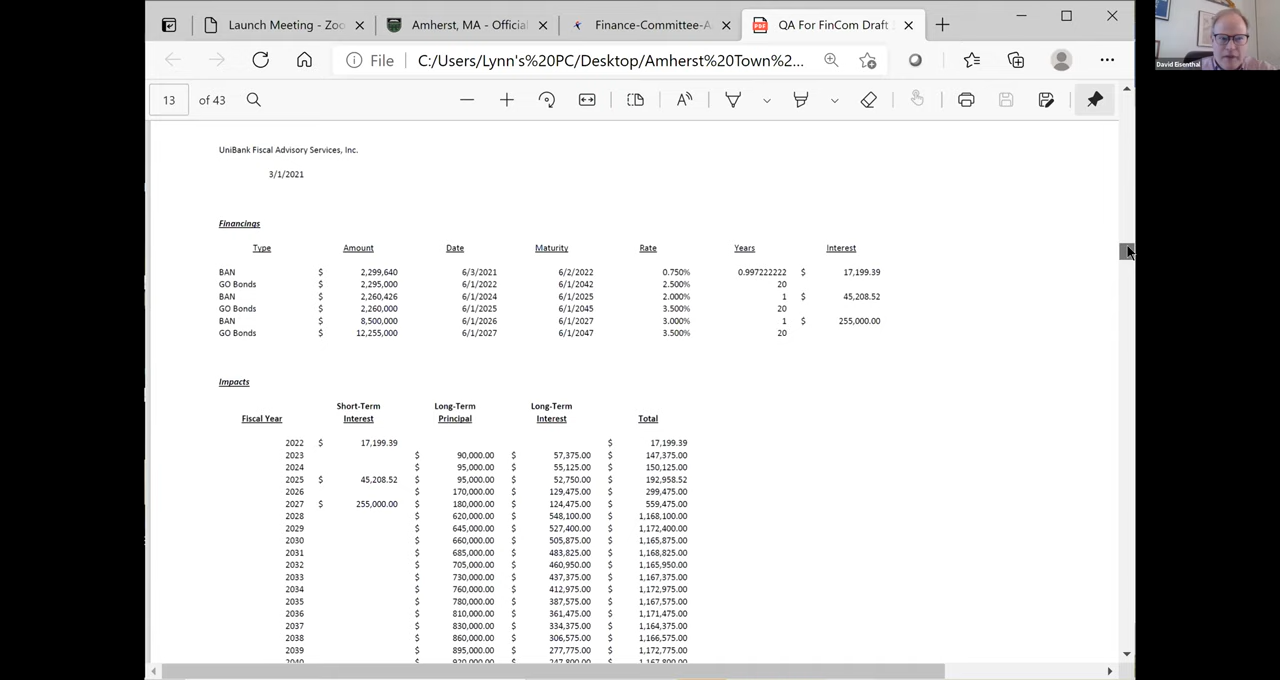 Launch Meeting - Zoo
Amherst, MA - Official
Finance-Committee-A
QA For FinCom Draft
File C:/Users/Lynn's%20PC/Desktop/Amherst%20Town%2...
13 of 43
David Eisenthal
UniBank Fiscal Advisory Services, Inc.
3/1/2021
Financings
Type Amount Date Maturity Rate Years Interest
BAN $ 2,299,640 6/3/2021 6/2/2022 0.750% 0.997222222 $ 17,199.39
GO Bonds $ 2,295,000 6/1/2022 6/1/2042 2.500% 20
BAN $ 2,260,426 6/1/2024 6/1/2025 2.000% 1 $ 45,208.52
GO Bonds $ 2,260,000 6/1/2025 6/1/2045 3.500% 20
BAN $ 8,500,000 6/1/2026 6/1/2027 3.000% 1 $ 255,000.00
GO Bonds $ 12,255,000 6/1/2027 6/1/2047 3.500% 20
Impacts
Short-Term Long-Term Long-Term
Fiscal Year Interest Principal Interest Total
2022 $ 17,199.39 $ 17,199.39
2023 $ 90,000.00 $ 57,375.00 $ 147,375.00
2024 $ 95,000.00 $ 55,125.00 $ 150,125.00
2025 $ 45,208.52 $ 95,000.00 $ 52,750.00 $ 192,958.52
2026 $ 170,000.00 $ 129,475.00 $ 299,475.00
2027 $ 255,000.00 $ 180,000.00 $ 124,475.00 $ 559,475.00
2028 $ 620,000.00 $ 548,100.00 $ 1,168,100.00
2029 $ 645,000.00 $ 527,400.00 $ 1,172,400.00
2030 $ 660,000.00 $ 505,875.00 $ 1,165,875.00
2031 $ 685,000.00 $ 483,825.00 $ 1,168,825.00
2032 $ 705,000.00 $ 460,950.00 $ 1,165,950.00
2033 $ 730,000.00 $ 437,375.00 $ 1,167,375.00
2034 $ 760,000.00 $ 412,975.00 $ 1,172,975.00
2035 $ 780,000.00 $ 387,575.00 $ 1,167,575.00
2036 $ 810,000.00 $ 361,475.00 $ 1,171,475.00
2037 $ 830,000.00 $ 334,375.00 $ 1,164,375.00
2038 $ 860,000.00 $ 306,575.00 $ 1,166,575.00
2039 $ 895,000.00 $ 277,775.00 $ 1,172,775.00
2040 $ 920,000.00 $ 247,800.00 $ 1,167,800.00